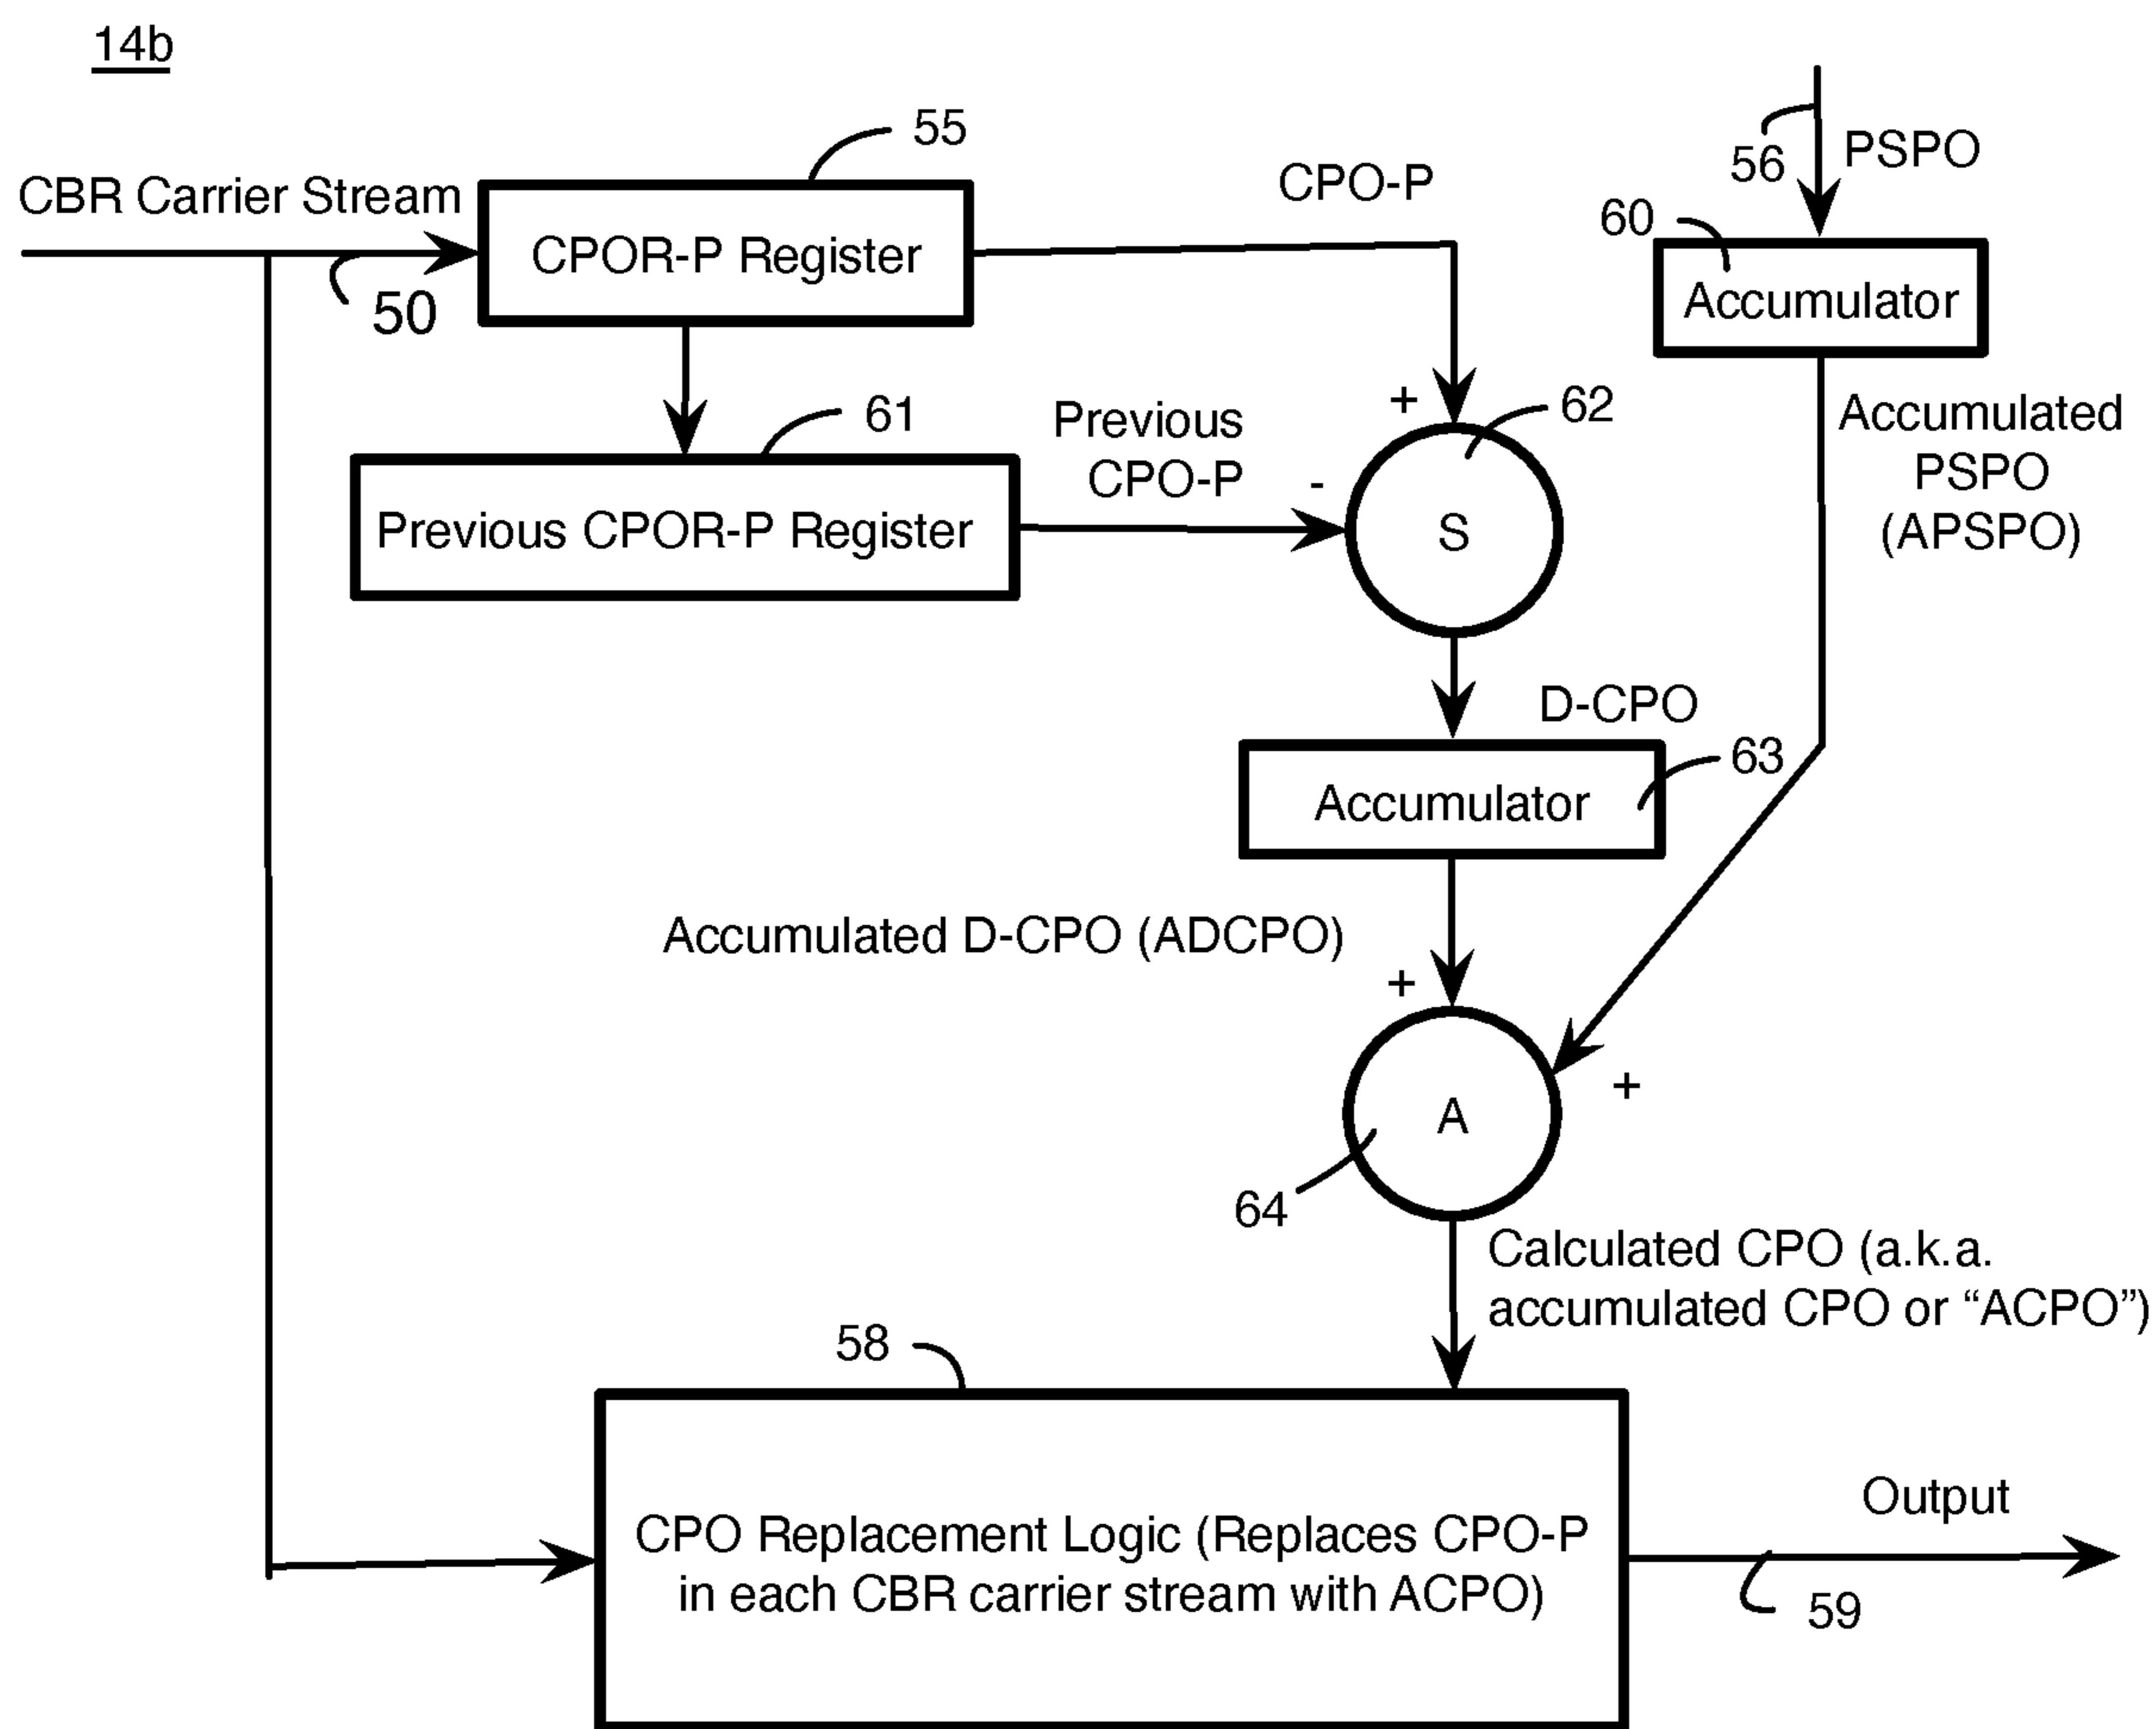 14b
55
CBR Carrier Stream
CPOR-P Register
50
CPO-P
56
PSPO
60
Accumulator
61
Previous
CPO-P
-
+
62
Previous CPOR-P Register
S
Accumulated
PSPO
(APSPO)
D-CPO
63
Accumulator
Accumulated D-CPO (ADCPO)
+
+
A
64
Calculated CPO (a.k.a.
accumulated CPO or “ACPO”)
58
CPO Replacement Logic (Replaces CPO-P
in each CBR carrier stream with ACPO)
Output
59